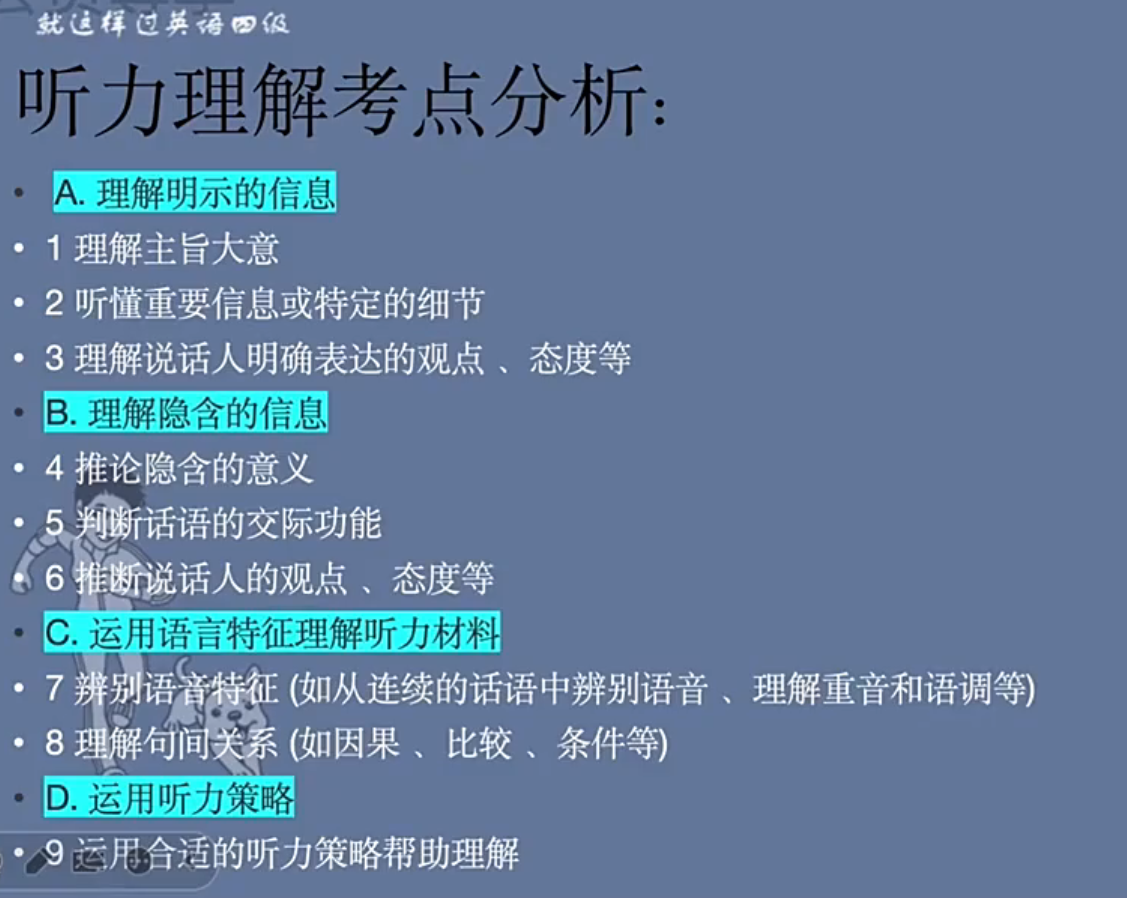 就这样过英语四级
听力理解考点分析：
• A. 理解明示的信息
• 1 理解主旨大意
• 2 听懂重要信息或特定的细节
• 3 理解说话人明确表达的观点 、态度等
• B. 理解隐含的信息
• 4 推论隐含的意义
• 5 判断话语的交际功能
• 6 推断说话人的观点 、态度等
• C. 运用语言特征理解听力材料
• 7 辨别语音特征 (如从连续的话语中辨别语音 、理解重音和语调等)
• 8 理解句间关系 (如因果 、比较 、条件等)
• D. 运用听力策略
• 9 运用合适的听力策略帮助理解